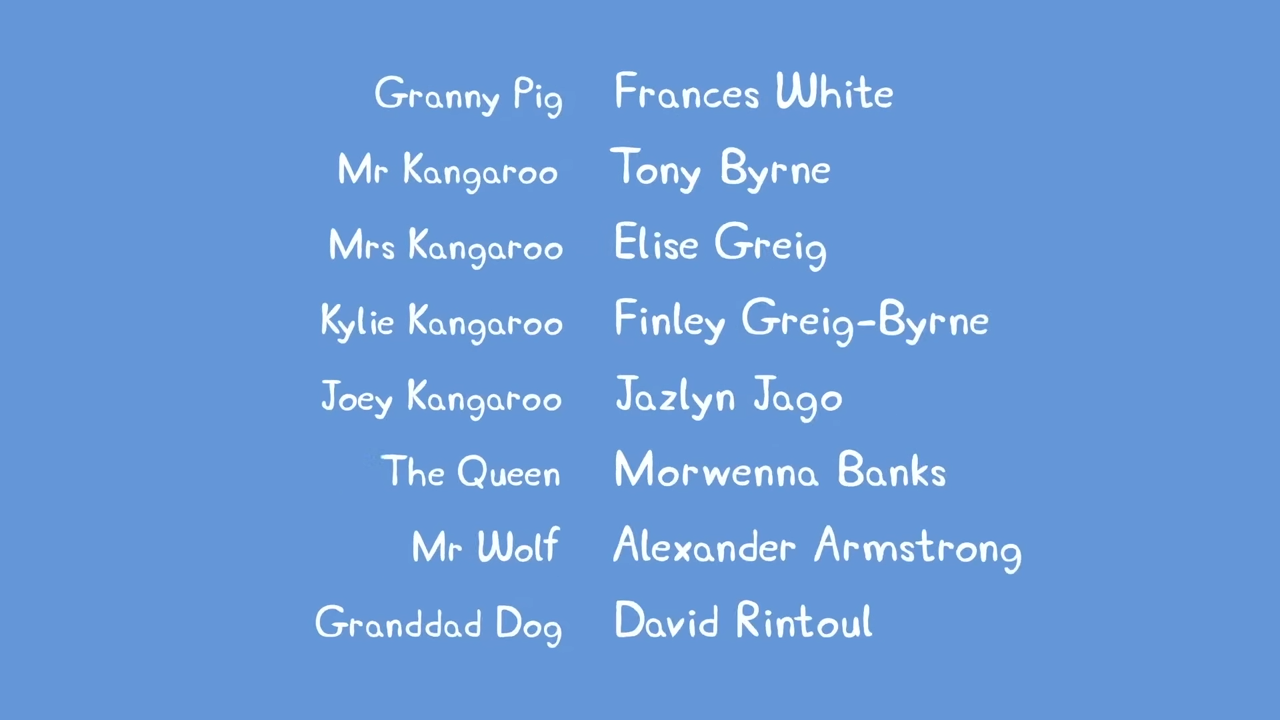 Granny Pig Frances White
Mr Kangaroo Tony Byrne
Mrs Kangaroo Elise Greig
Kylie Kangaroo Finley Greig-Byrne
Joey Kangaroo Jazlyn Jago
The Queen Morwenna Banks
Mr Wolf Alexander Armstrong
Granddad Dog David Rintoul